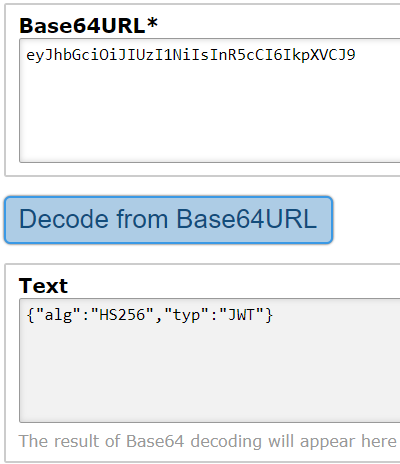 Base64URL*
eyJhbGciOiJIUzI1NiIsInR5cCI6IkpXVCJ9
Decode from Base64URL
Text
{"alg":"HS256","typ":"JWT"}
The result of Base64 decoding will appear here